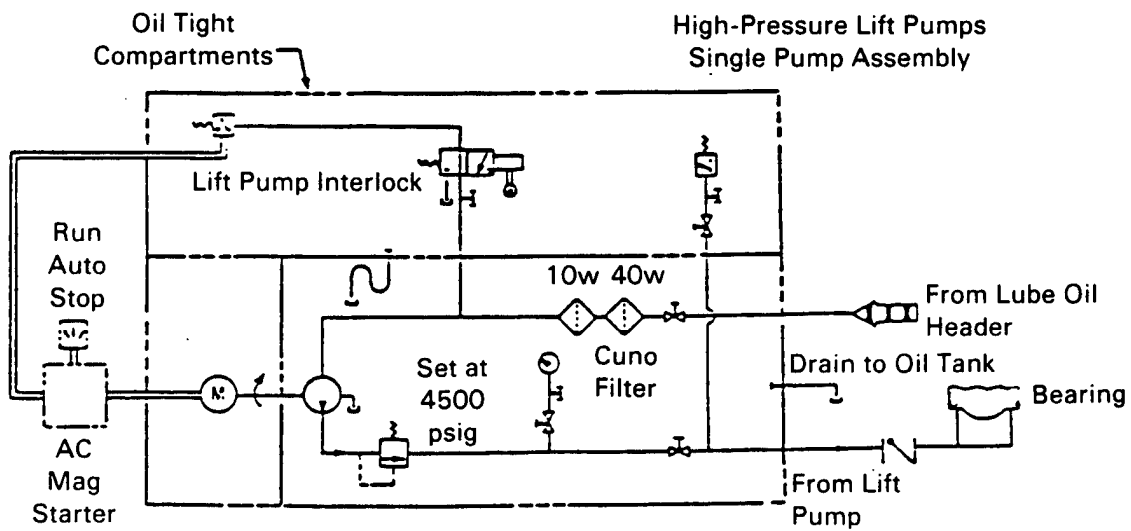 Oil Tight
Compartments
High-Pressure Lift Pumps
Single Pump Assembly
Lift Pump Interlock
Run
Auto
Stop
10w 40w
From Lube Oil
Header
Cuno
Filter
Set at
4500
psig
Drain to Oil Tank
Bearing
M
AC
Mag
Starter
From Lift
Pump